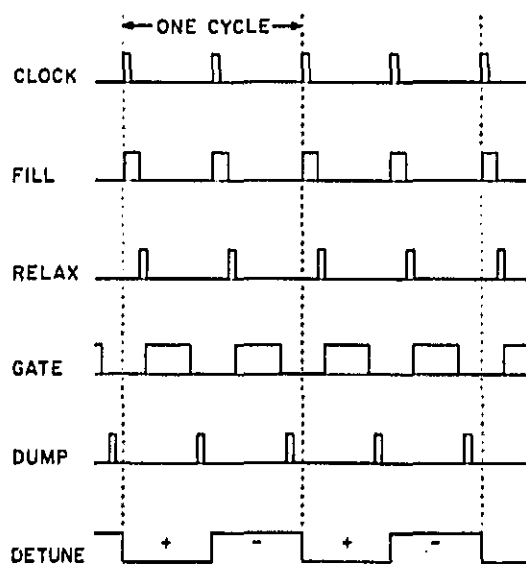 ONE CYCLE
CLOCK
FILL
RELAX
GATE
DUMP
DETUNE + - + -